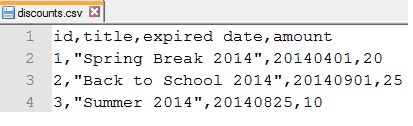 discounts.csv
1 id,title,expired date,amount
2 1,"Spring Break 2014",20140401,20
3 2,"Back to School 2014",20140901,25
4 3,"Summer 2014",20140825,10